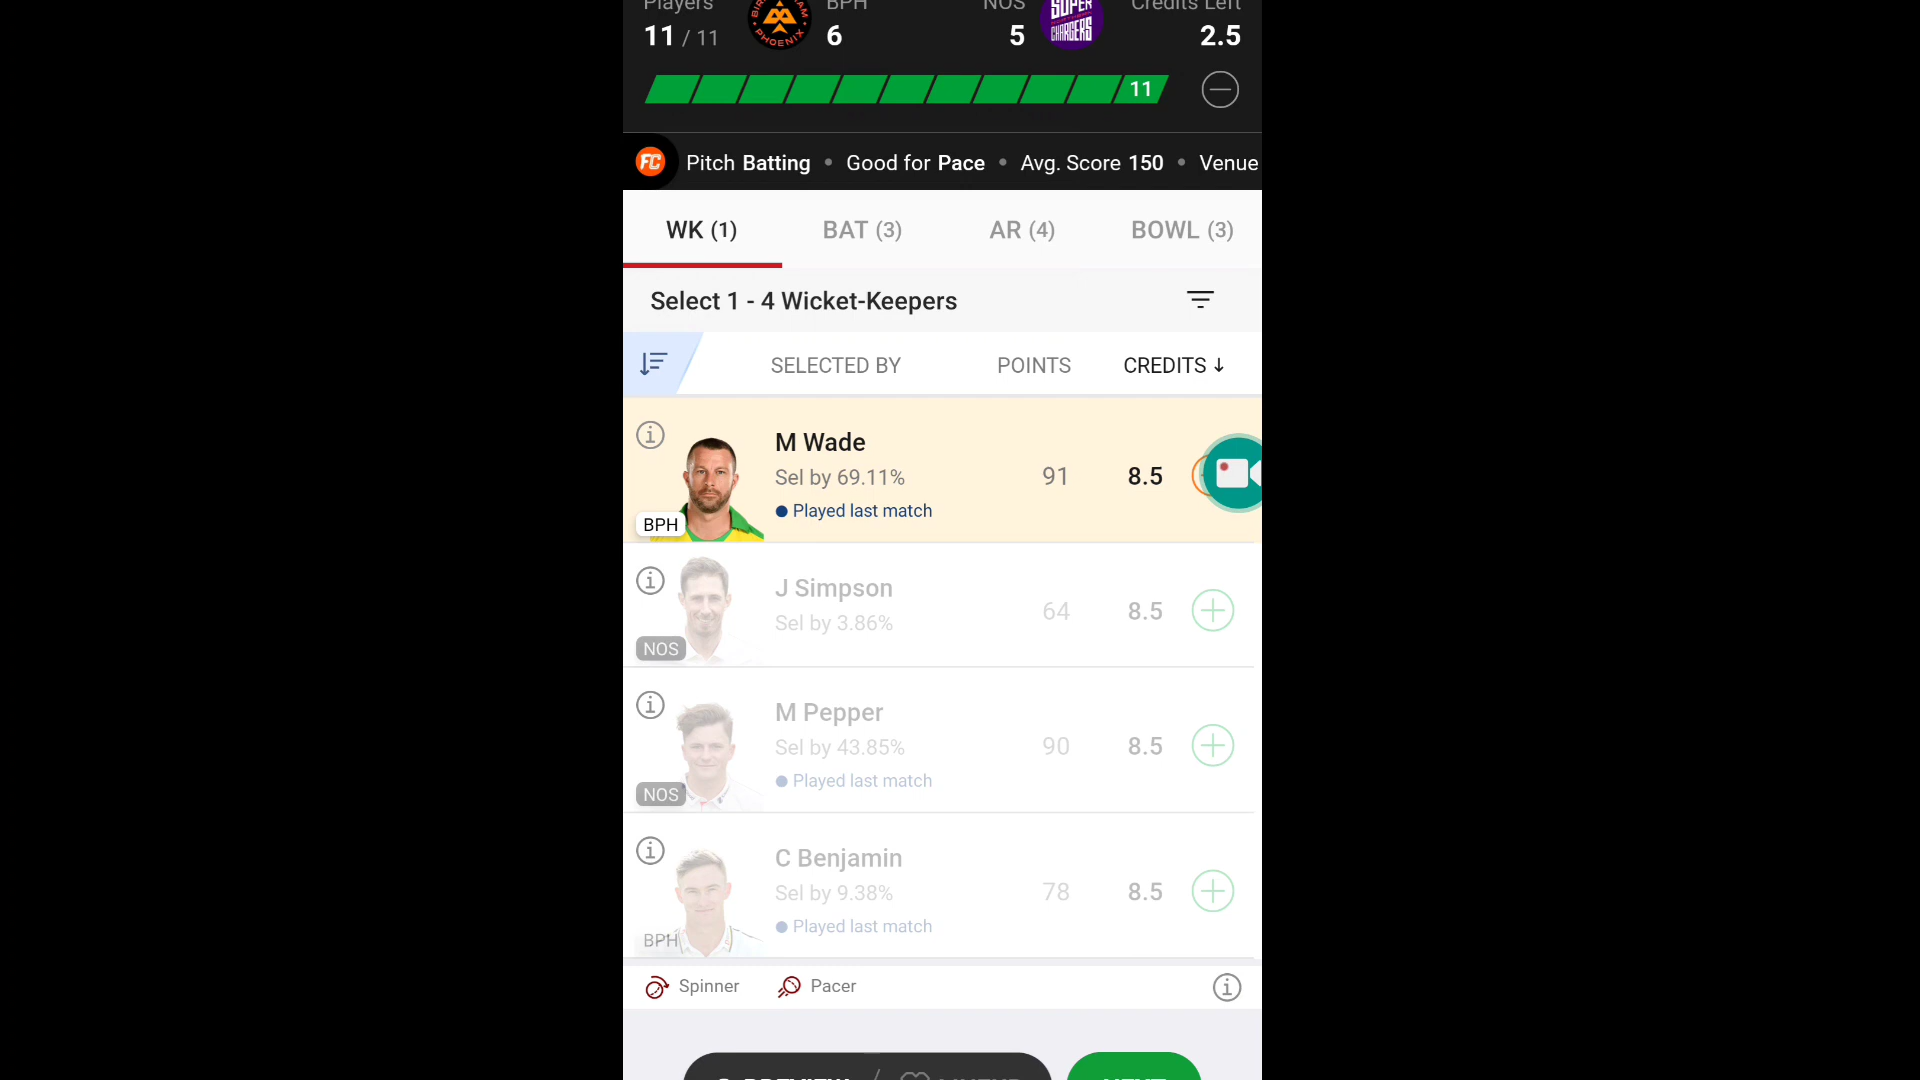 Players BPH NOS Credits Left
11 / 11 6 5 2.5
PHOENIX
SUPER
CHARGERS
11
FC Pitch Batting • Good for Pace • Avg. Score 150 • Venue
WK (1) BAT (3) AR (4) BOWL (3)
Select 1 - 4 Wicket-Keepers
SELECTED BY POINTS CREDITS ↓
M Wade
Sel by 69.11% 91 8.5
Played last match
BPH
J Simpson
Sel by 3.86% 64 8.5
NOS
M Pepper
Sel by 43.85% 90 8.5
Played last match
NOS
C Benjamin
Sel by 9.38% 78 8.5
Played last match
BPH
Spinner Pacer